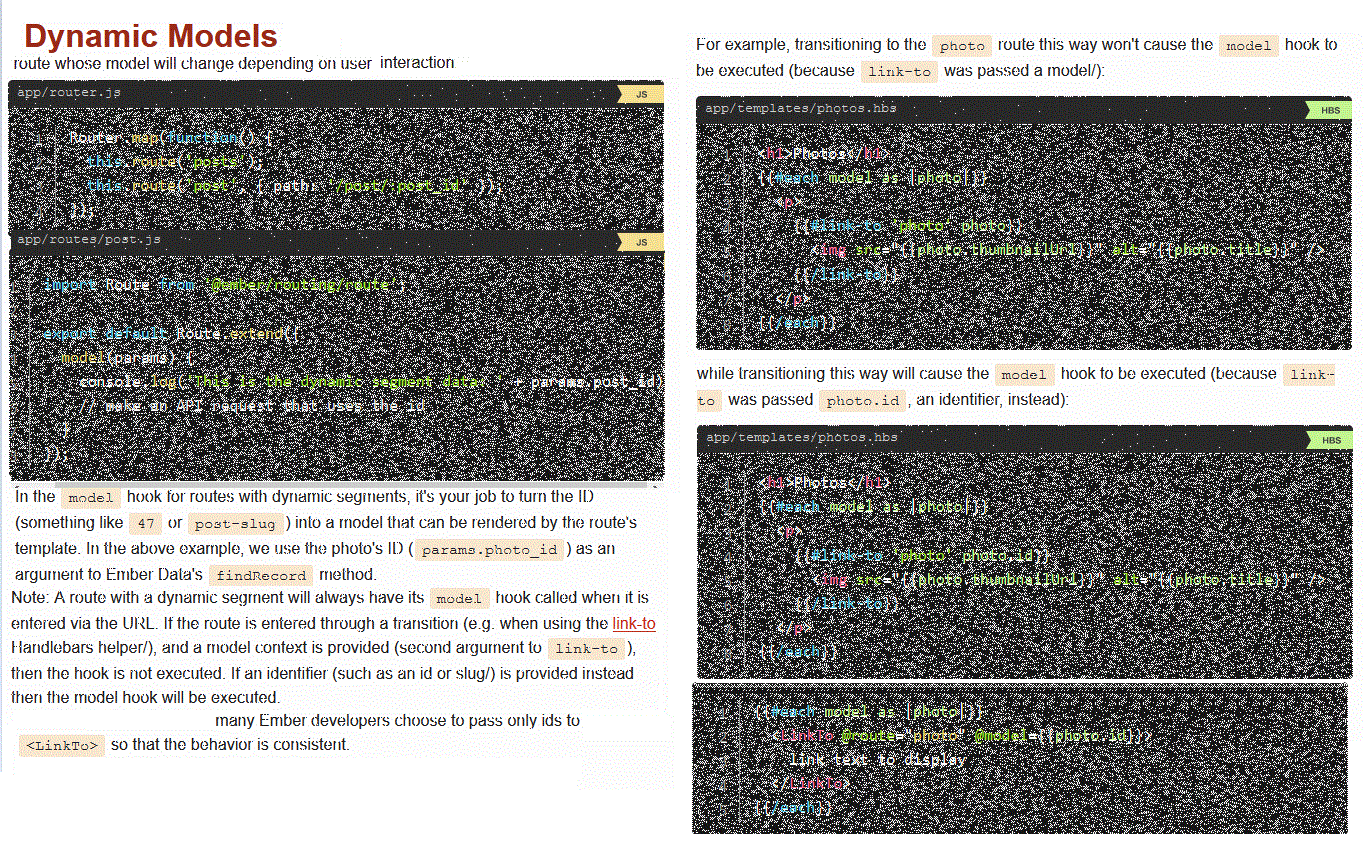 Dynamic Models
route whose model will change depending on user interaction
app/router.js JS
Router.map(function() {
this.route('posts');
this.route('post', { path: '/post/:post_id' });
});
app/routes/post.js JS
import Route from '@ember/routing/route';
export default Route.extend({
model(params) {
console.log('This is the dynamic segment data: ' + params.post_id)
// make an API request that uses the id
}
});
In the model hook for routes with dynamic segments, it's your job to turn the ID
(something like 47 or post-slug ) into a model that can be rendered by the route's
template. In the above example, we use the photo's ID ( params.photo_id ) as an
argument to Ember Data's findRecord method.
Note: A route with a dynamic segment will always have its model hook called when it is
entered via the URL. If the route is entered through a transition (e.g. when using the link-to
Handlebars helper/), and a model context is provided (second argument to link-to ),
then the hook is not executed. If an identifier (such as an id or slug/) is provided instead
then the model hook will be executed.
many Ember developers choose to pass only ids to
<LinkTo> so that the behavior is consistent.
For example, transitioning to the photo route this way won't cause the model hook to
be executed (because link-to was passed a model/):
app/templates/photos.hbs HBS
<h1>Photos</h1>
{{#each model as |photo|}}
<p>
{{#link-to 'photo' photo}}
<img src="{{photo.thumbnailUrl}}" alt="{{photo.title}}" />
{{/link-to}}
</p>
{{/each}}
while transitioning this way will cause the model hook to be executed (because link-
to was passed photo.id , an identifier, instead):
app/templates/photos.hbs HBS
<h1>Photos</h1>
{{#each model as |photo|}}
<p>
{{#link-to 'photo' photo.id}}
<img src="{{photo.thumbnailUrl}}" alt="{{photo.title}}" />
{{/link-to}}
</p>
{{/each}}
{{#each model as |photo|}}
<LinkTo @route="photo" @model={{photo.id}}>
link text to display
</LinkTo>
{{/each}}